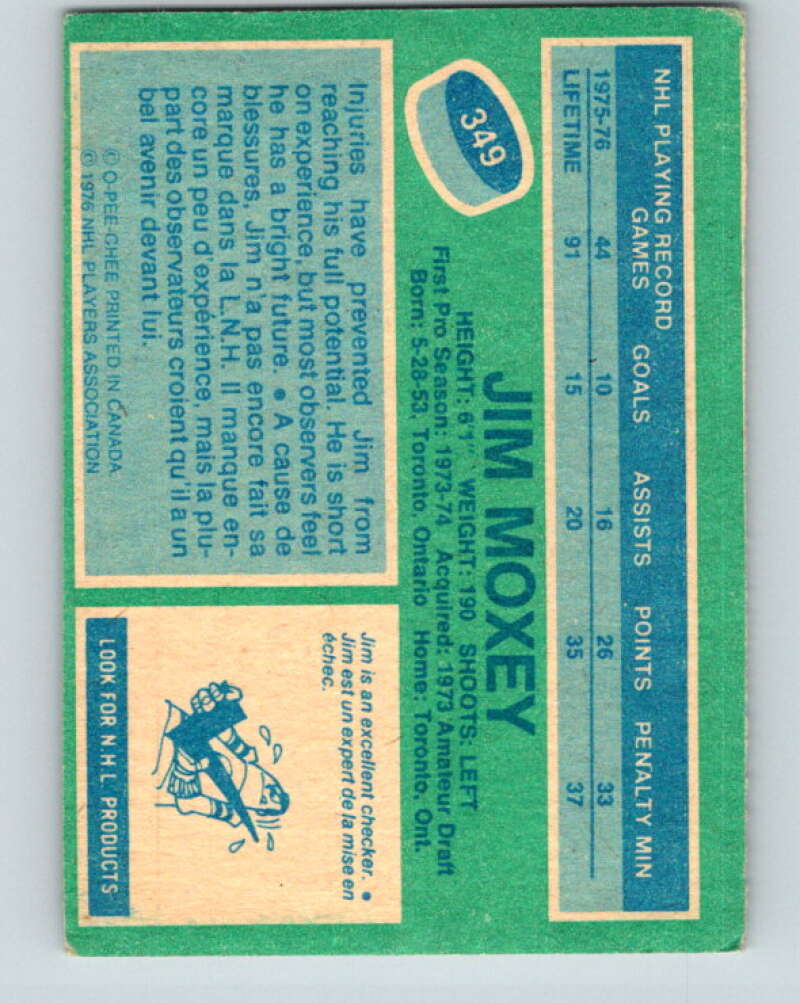 NHL PLAYING RECORD
GAMES GOALS ASSISTS POINTS PENALTY MIN
1975-76 44 10 16 26 33
LIFETIME 91 15 20 35 37
349
JIM MOXEY
HEIGHT: 6'1" WEIGHT: 190 SHOOTS: LEFT
First Pro Season: 1973-74 Acquired: 1973 Amateur Draft
Born: 5-28-53, Toronto, Ontario Home: Toronto, Ont.
Injuries have prevented Jim from
reaching his full potential. He is short
on experience, but most observers feel
he has a bright future. • A cause de
blessures, Jim n'a pas encore fait sa
marque dans la L.N.H. Il manque en-
core un peu d'expérience, mais la plu-
part des observateurs croient qu'il a un
bel avenir devant lui.
© O-PEE-CHEE PRINTED IN CANADA
© 1976 NHL PLAYERS ASSOCIATION
Jim is an excellent checker. •
Jim est un expert de la mise en
échec.
LOOK FOR N.H.L. PRODUCTS